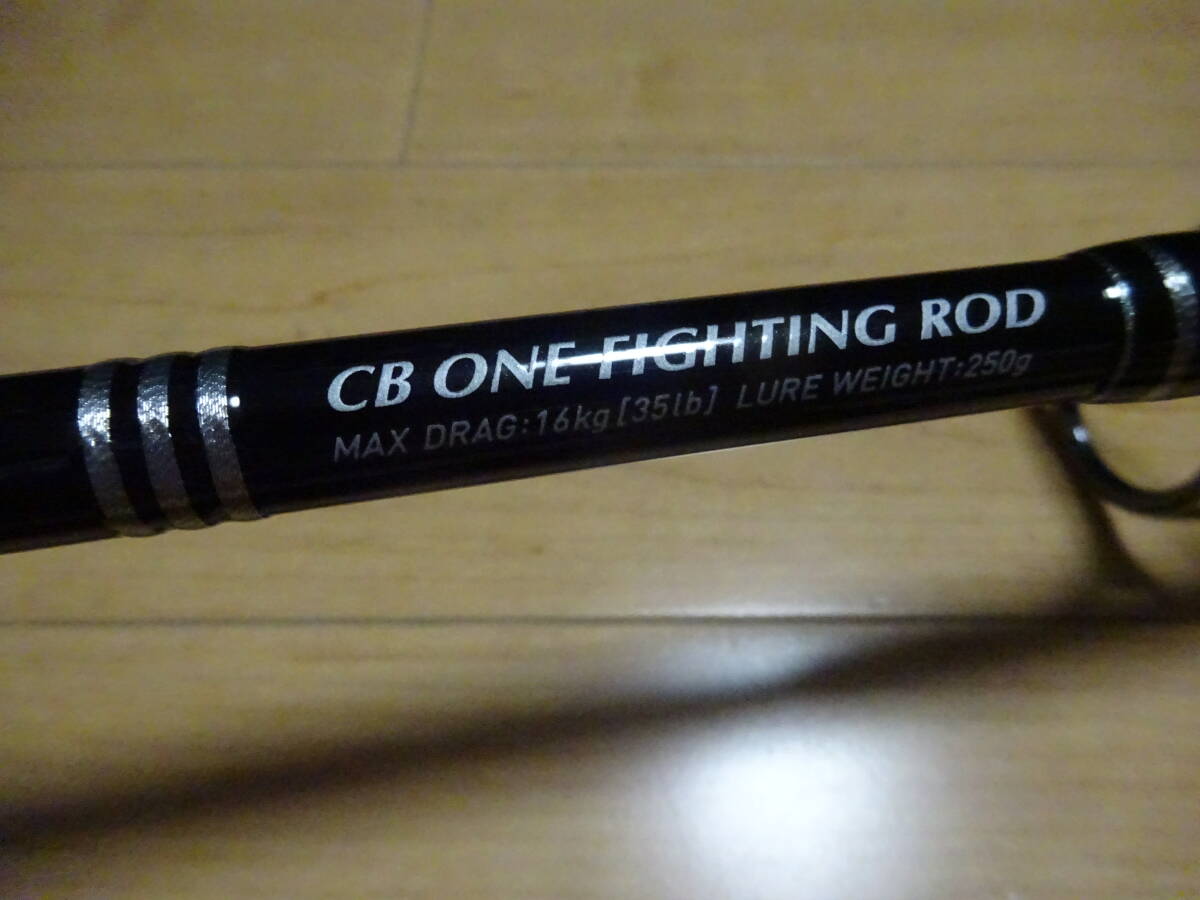 CB ONE FIGHTING ROD
MAX DRAG:16kg[35lb] LURE WEIGHT:250g